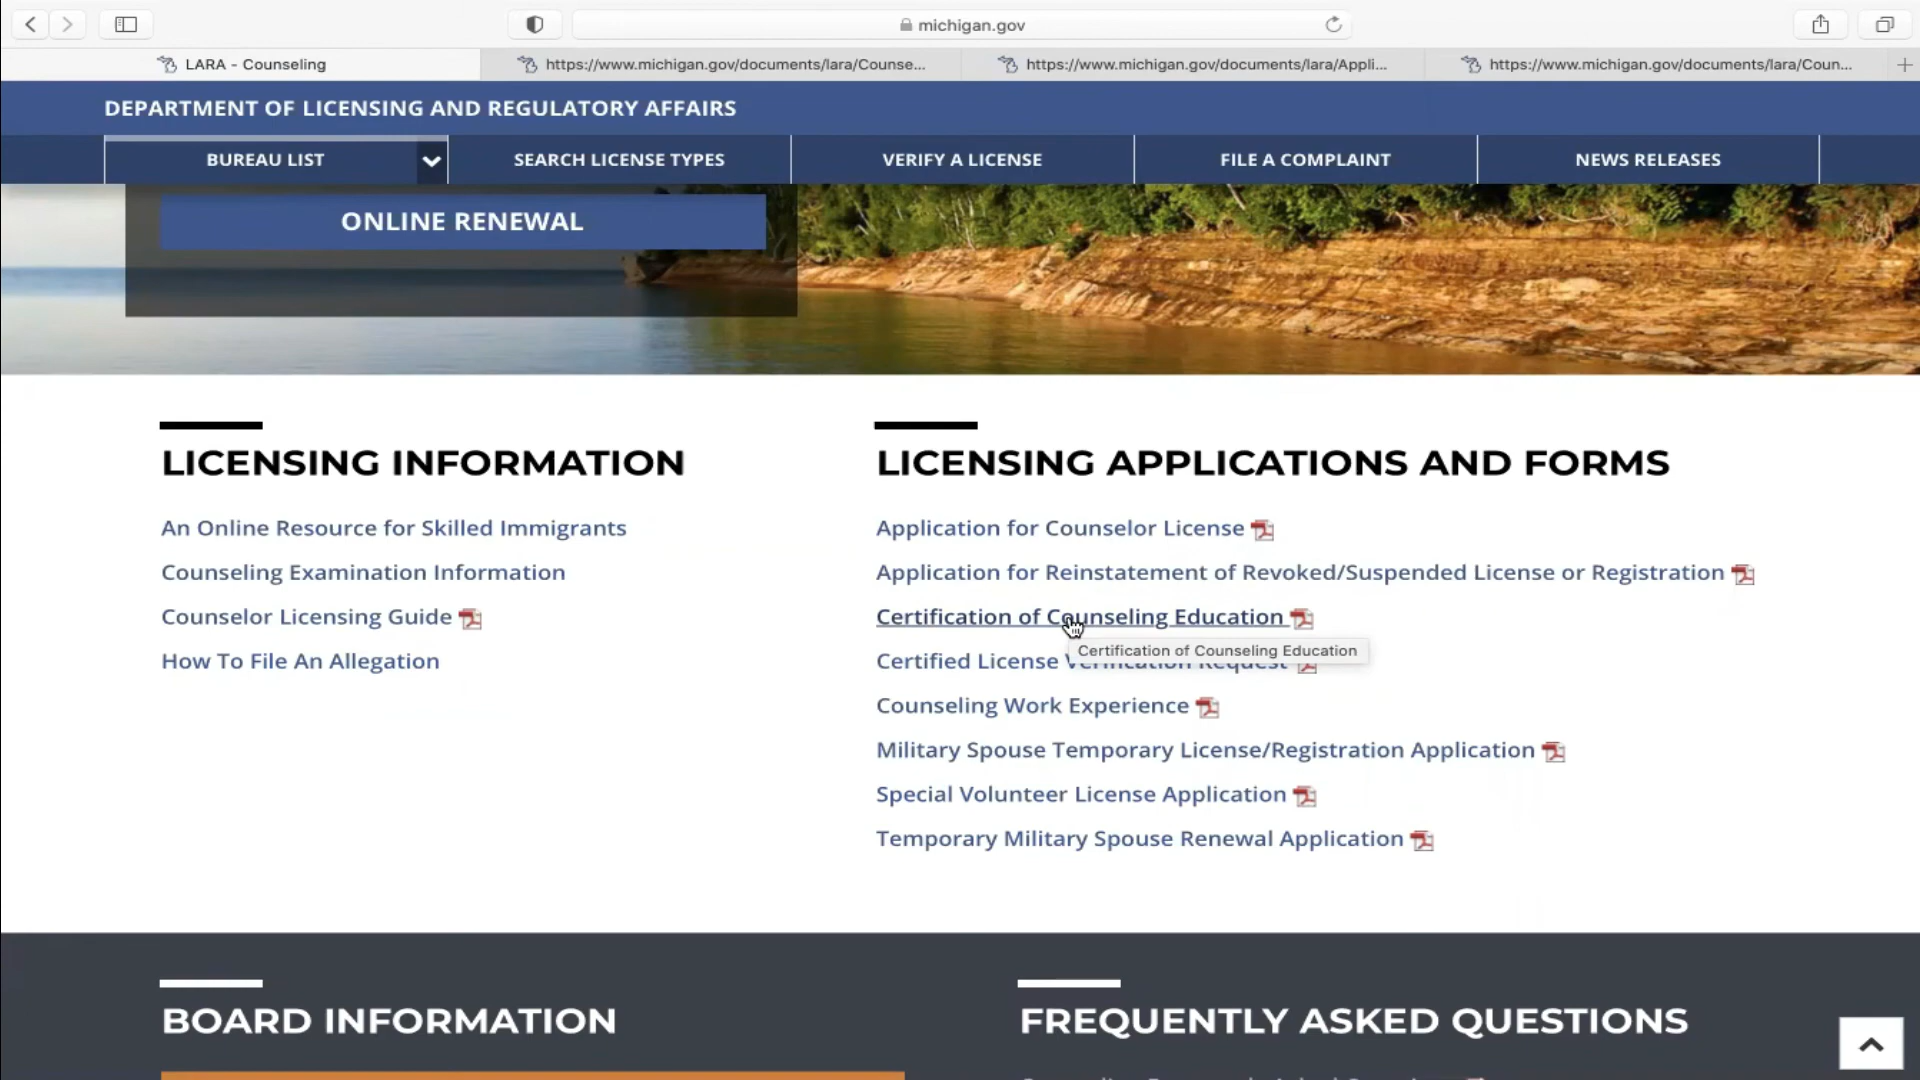 michigan.gov
LARA - Counseling
https://www.michigan.gov/documents/lara/Counse...
https://www.michigan.gov/documents/lara/Appli...
https://www.michigan.gov/documents/lara/Coun...
DEPARTMENT OF LICENSING AND REGULATORY AFFAIRS
BUREAU LIST
SEARCH LICENSE TYPES
VERIFY A LICENSE
FILE A COMPLAINT
NEWS RELEASES
ONLINE RENEWAL
LICENSING INFORMATION
An Online Resource for Skilled Immigrants
Counseling Examination Information
Counselor Licensing Guide
How To File An Allegation
LICENSING APPLICATIONS AND FORMS
Application for Counselor License
Application for Reinstatement of Revoked/Suspended License or Registration
Certification of Counseling Education
Certification of Counseling Education
Certified License Verification Request
Counseling Work Experience
Military Spouse Temporary License/Registration Application
Special Volunteer License Application
Temporary Military Spouse Renewal Application
BOARD INFORMATION
FREQUENTLY ASKED QUESTIONS